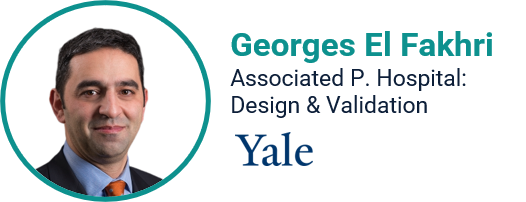 Georges El Fakhri
Associated P. Hospital:
Design & Validation
Yale